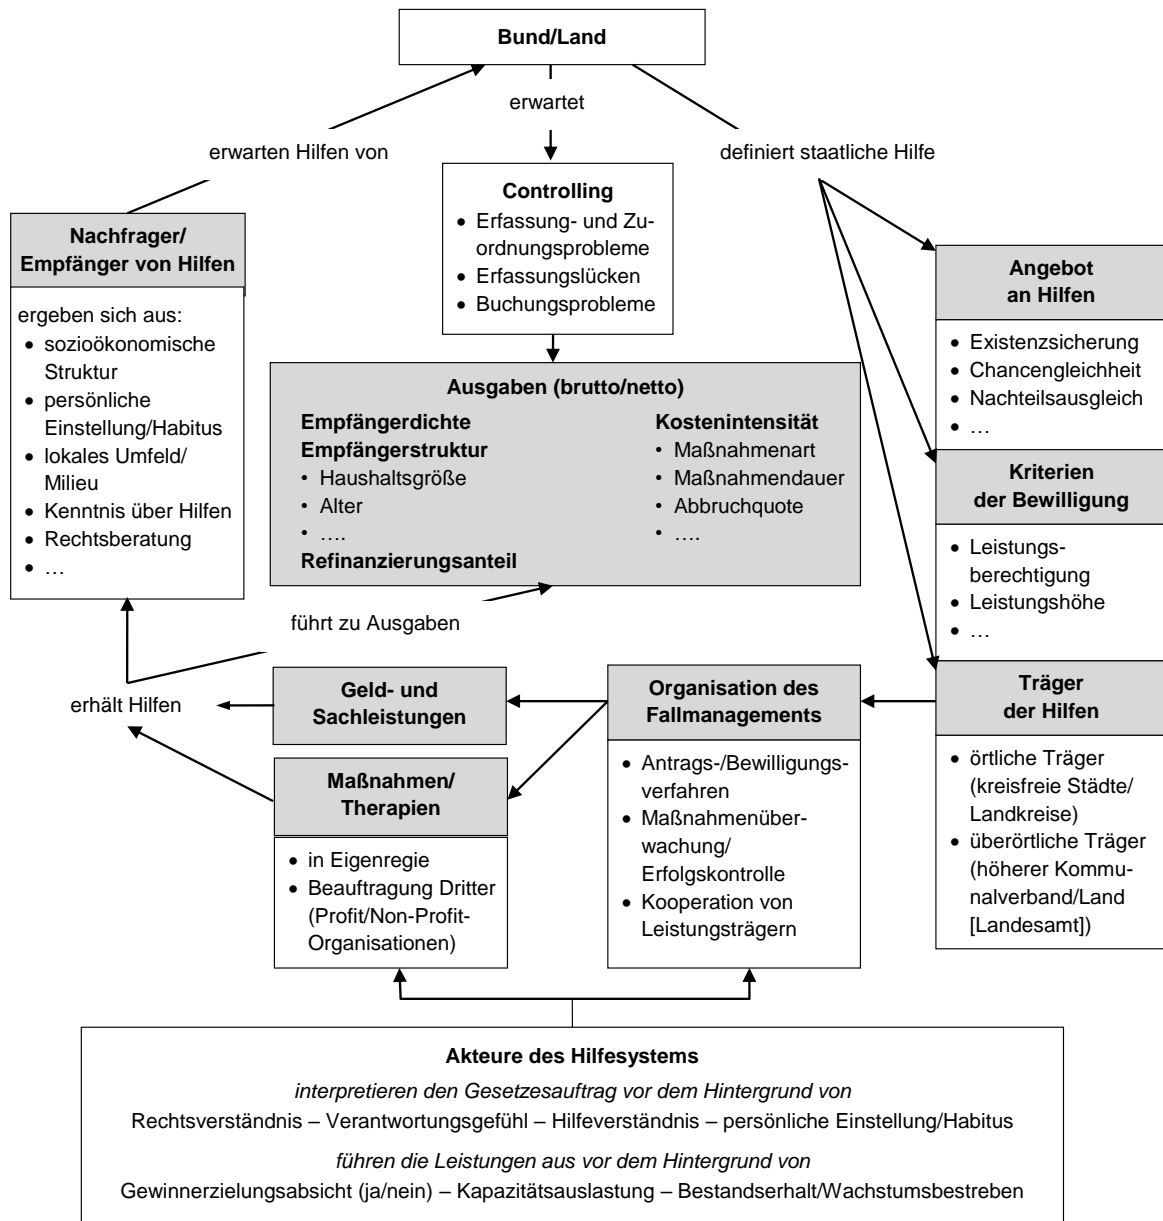 Bund/Land
erwartet
erwarten Hilfen von
definiert staatliche Hilfe
Controlling
• Erfassung- und Zu-
ordnungsprobleme
• Erfassungslücken
• Buchungsprobleme
Nachfrager/
Empfänger von Hilfen
ergeben sich aus:
• sozioökonomische
Struktur
• persönliche
Einstellung/Habitus
• lokales Umfeld/
Milieu
• Kenntnis über Hilfen
• Rechtsberatung
• …
Ausgaben (brutto/netto)
Empfängerdichte
Empfängerstruktur
• Haushaltsgröße
• Alter
• ….
Refinanzierungsanteil
Kostenintensität
• Maßnahmenart
• Maßnahmendauer
• Abbruchquote
• ….
Angebot
an Hilfen
• Existenzsicherung
• Chancengleichheit
• Nachteilsausgleich
• …
Kriterien
der Bewilligung
• Leistungs-
berechtigung
• Leistungshöhe
• …
Träger
der Hilfen
• örtliche Träger
(kreisfreie Städte/
Landkreise)
• überörtliche Träger
(höherer Kommu-
nalverband/Land
[Landesamt])
führt zu Ausgaben
erhält Hilfen
Geld- und
Sachleistungen
Maßnahmen/
Therapien
• in Eigenregie
• Beauftragung Dritter
(Profit/Non-Profit-
Organisationen)
Organisation des
Fallmanagements
• Antrags-/Bewilligungs-
verfahren
• Maßnahmenüber-
wachung/
Erfolgskontrolle
• Kooperation von
Leistungsträgern
Akteure des Hilfesystems
interpretieren den Gesetzesauftrag vor dem Hintergrund von
Rechtsverständnis – Verantwortungsgefühl – Hilfeverständnis – persönliche Einstellung/Habitus
führen die Leistungen aus vor dem Hintergrund von
Gewinnerzielungsabsicht (ja/nein) – Kapazitätsauslastung – Bestandserhalt/Wachstumsbestreben